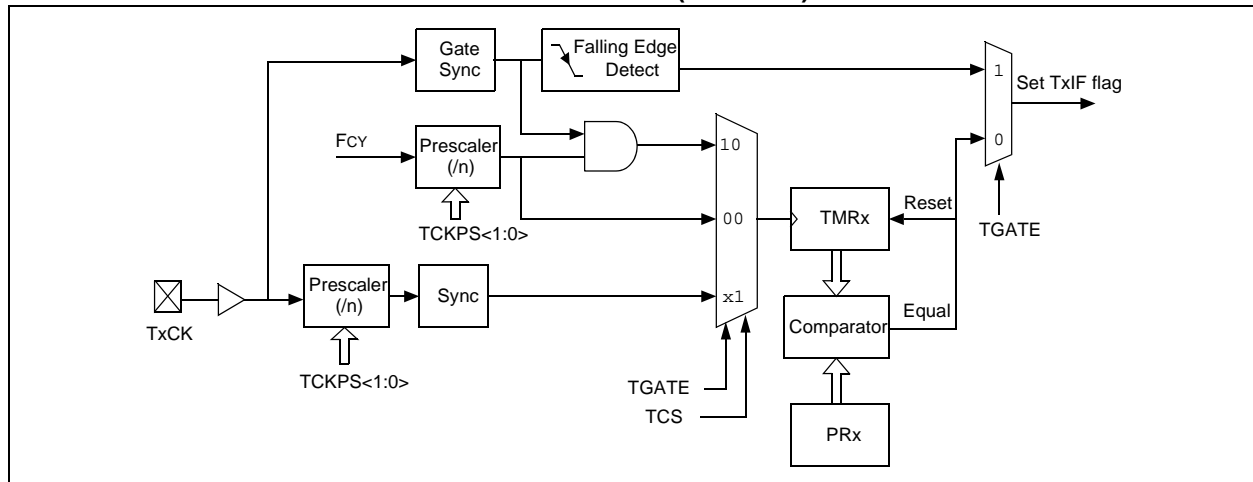 Gate
Sync
Falling Edge
Detect
1
Set TxIF flag
0
TGATE
FCY
Prescaler
(/n)
TCKPS<1:0>
10
00
x1
TMRx
Reset
TxCK
Prescaler
(/n)
Sync
TCKPS<1:0>
Comparator
Equal
TGATE
TCS
PRx